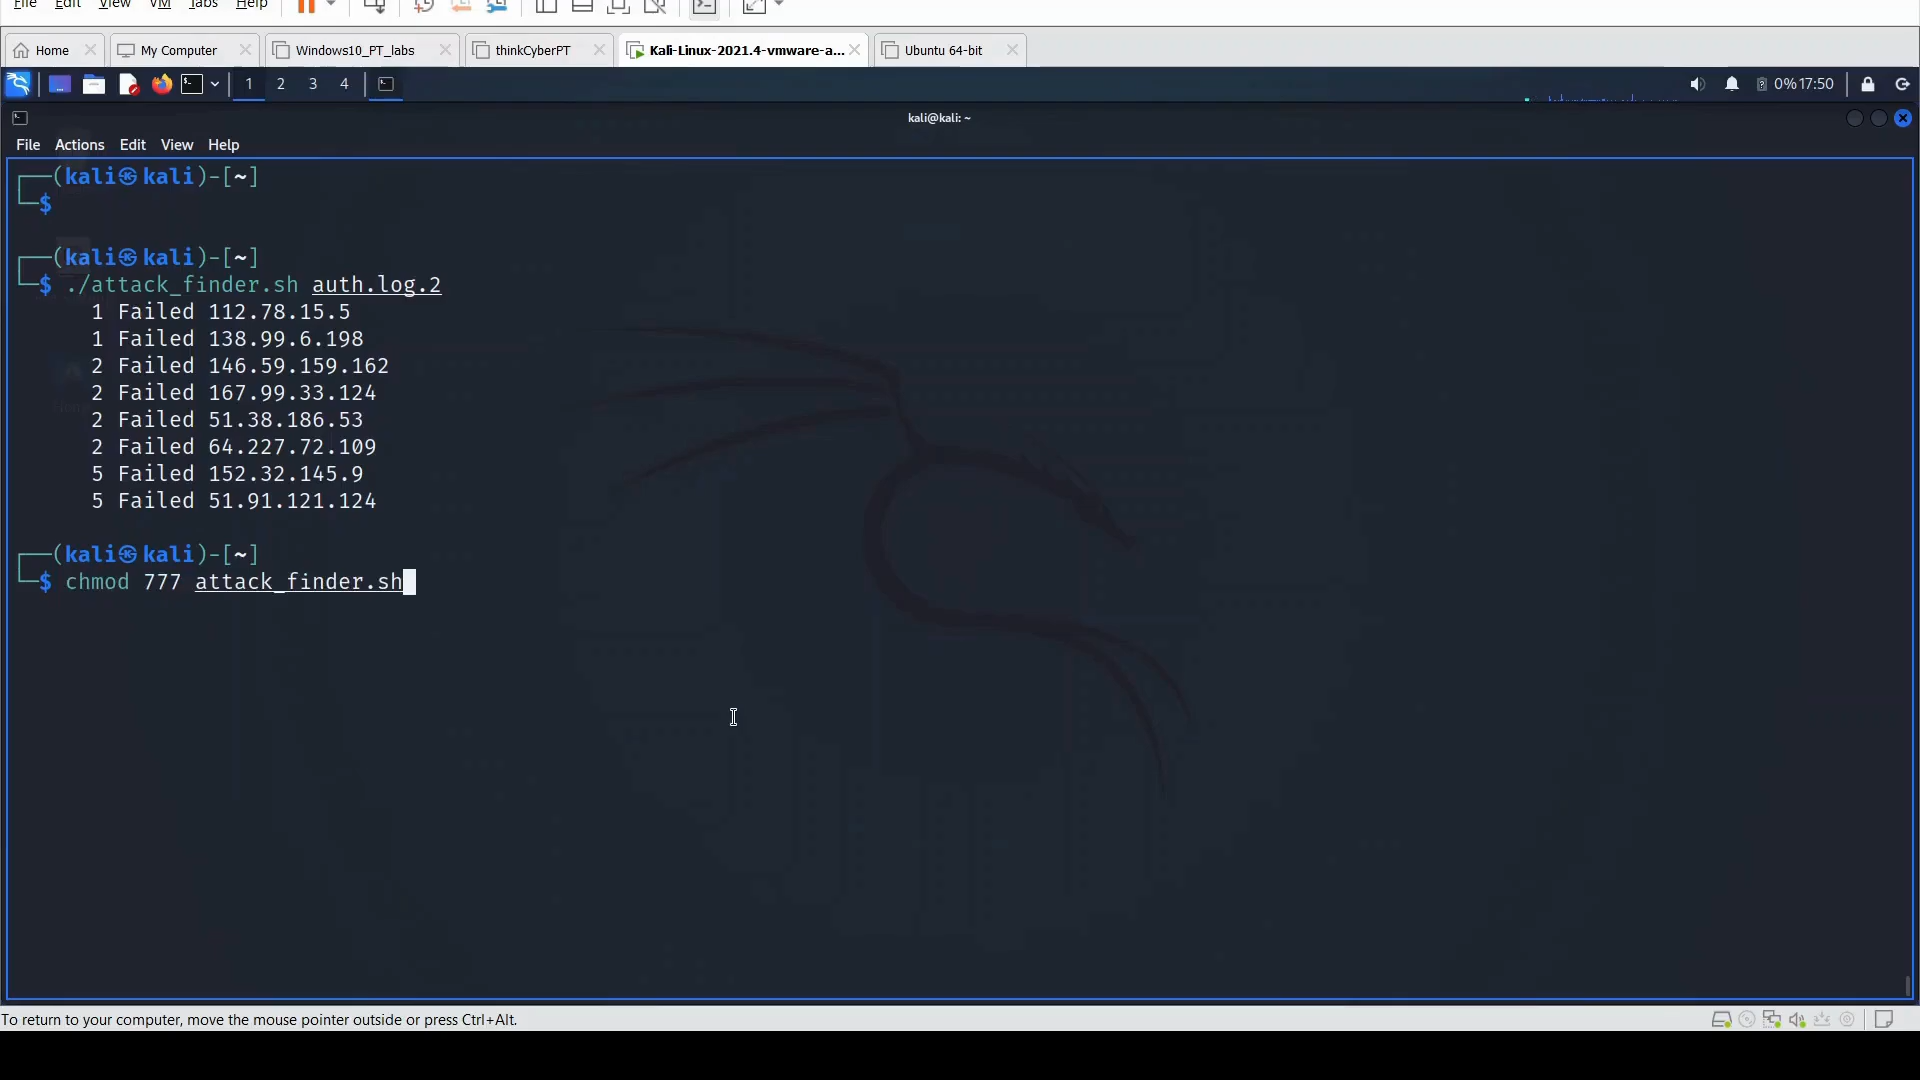 File Edit View VM Tabs Help
Home My Computer Windows10_PT_labs thinkCyberPT Kali-Linux-2021.4-vmware-a... Ubuntu 64-bit
1 2 3 4 0% 17:50
kali@kali: ~
File Actions Edit View Help
┌──(kali㉿kali)-[~]
└─$
┌──(kali㉿kali)-[~]
└─$ ./attack_finder.sh auth.log.2
1 Failed 112.78.15.5
1 Failed 138.99.6.198
2 Failed 146.59.159.162
2 Failed 167.99.33.124
2 Failed 51.38.186.53
2 Failed 64.227.72.109
5 Failed 152.32.145.9
5 Failed 51.91.121.124
┌──(kali㉿kali)-[~]
└─$ chmod 777 attack_finder.sh
To return to your computer, move the mouse pointer outside or press Ctrl+Alt.